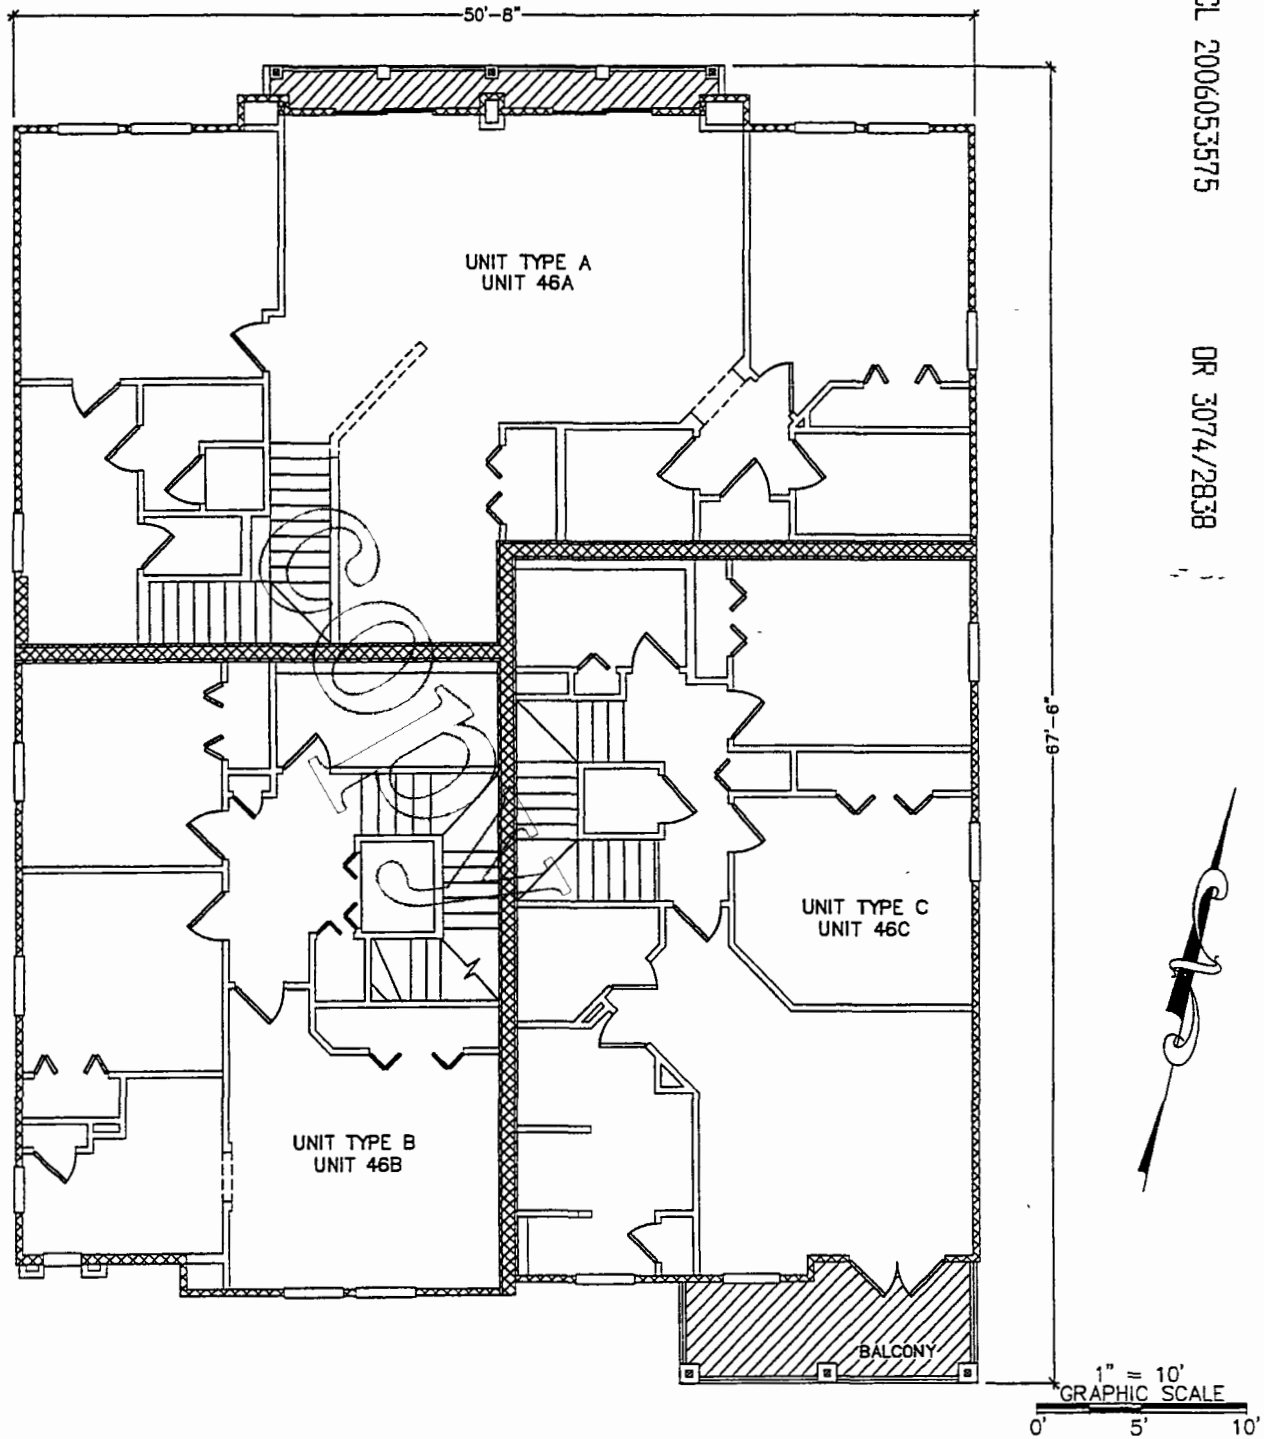 50'-8"
CL 2006053575 OR 3074/2838
UNIT TYPE A
UNIT 46A
67'-6"
UNIT TYPE C
UNIT 46C
UNIT TYPE B
UNIT 46B
BALCONY
1" = 10'
GRAPHIC SCALE
0' 5' 10'
Copy